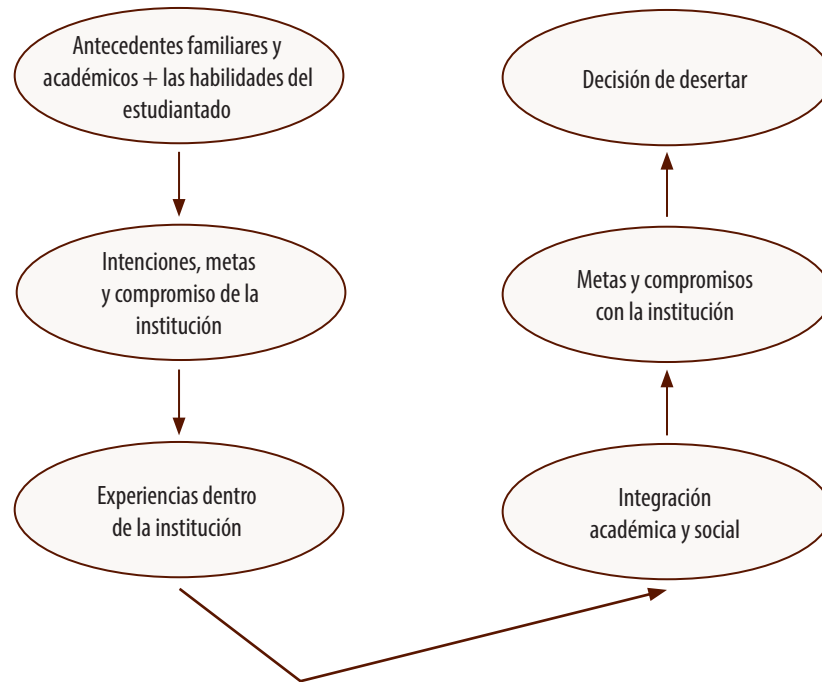 Antecedentes familiares y
académicos + las habilidades del
estudiantado
Intenciones, metas
y compromiso de la
institución
Experiencias dentro
de la institución
Integración
académica y social
Metas y compromisos
con la institución
Decisión de desertar